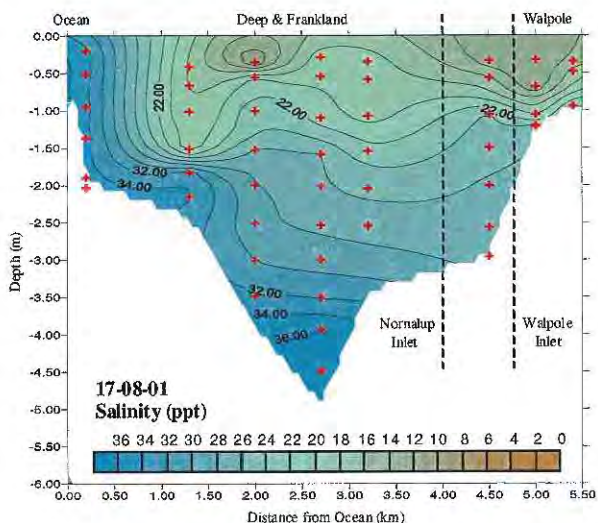 Ocean Deep & Frankland Walpole
0.00
-0.50
-1.00
-1.50
-2.00
-2.50
-3.00
-3.50
-4.00
-4.50
-5.00
-5.50
-6.00
Depth (m)
22.00
22.00
22.00
32.00
34.00
32.00
34.00
36.00
Nornalup
Inlet
Walpole
Inlet
17-08-01
Salinity (ppt)
36 34 32 30 28 26 24 22 20 18 16 14 12 10 8 6 4 2 0
0.00 0.50 1.00 1.50 2.00 2.50 3.00 3.50 4.00 4.50 5.00 5.50
Distance from Ocean (km)